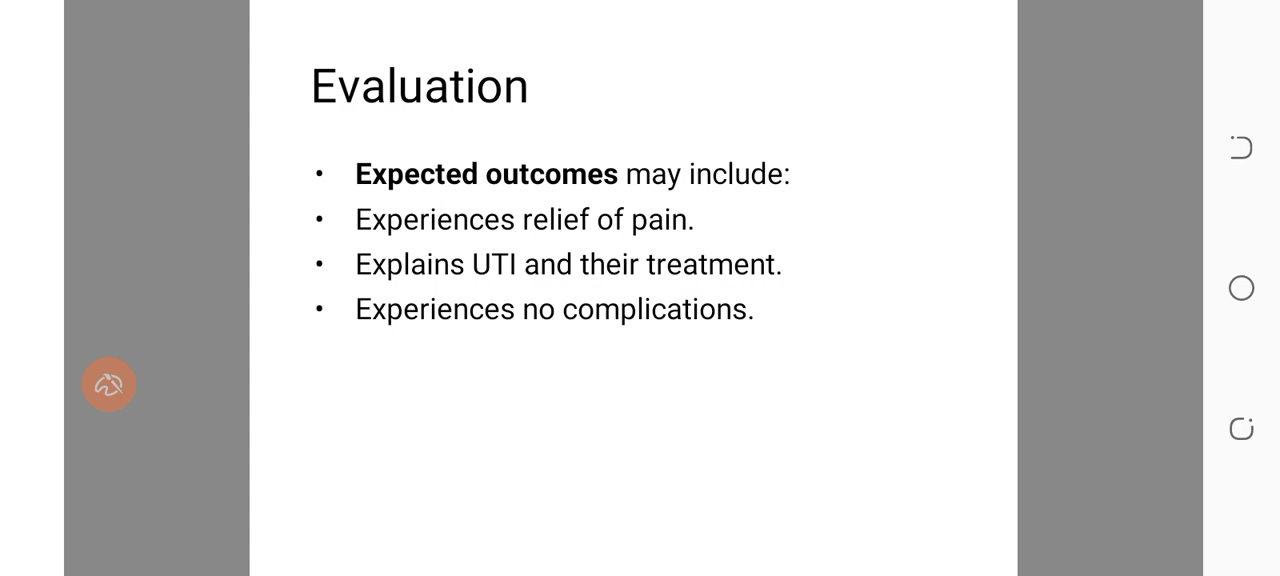 Evaluation
• Expected outcomes may include:
• Experiences relief of pain.
• Explains UTI and their treatment.
• Experiences no complications.